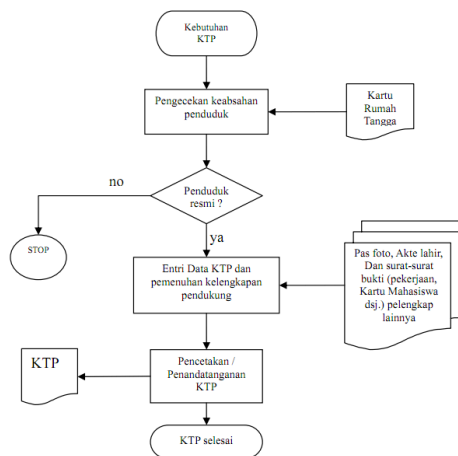 Kebutuhan
KTP
Pengecekan keabsahan
penduduk
Kartu
Rumah
Tangga
no
Penduduk
resmi ?
STOP
ya
Entri Data KTP dan
pemenuhan kelengkapan
pendukung
Pas foto, Akte lahir,
Dan surat-surat
bukti (pekerjaan,
Kartu Mahasiswa
dsj.) pelengkap
lainnya
KTP
Pencetakan /
Penandatanganan
KTP
KTP selesai